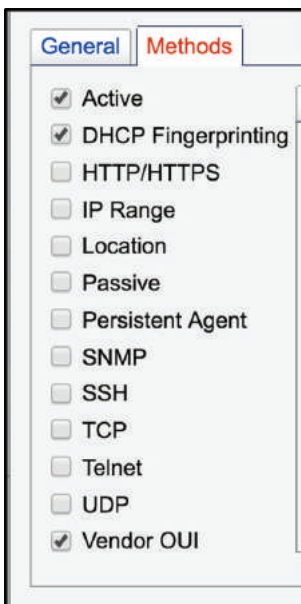 General Methods
Active
DHCP Fingerprinting
HTTP/HTTPS
IP Range
Location
Passive
Persistent Agent
SNMP
SSH
TCP
Telnet
UDP
Vendor OUI